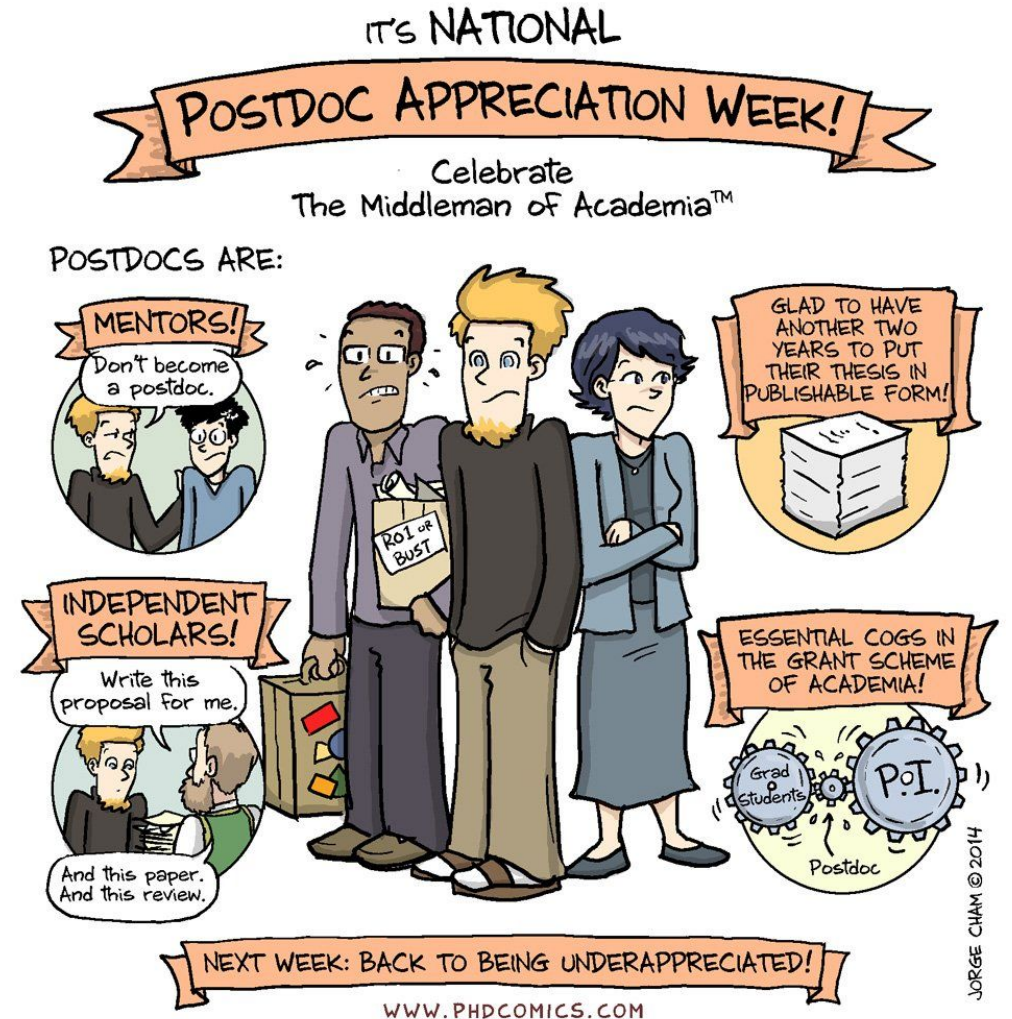 IT'S NATIONAL
POSTDOC APPRECIATION WEEK!
Celebrate
The Middleman of Academia™
POSTDOCS ARE:
MENTORS!
Don't become
a postdoc.
INDEPENDENT
SCHOLARS!
Write this
proposal for me.
And this paper.
And this review.
R01 OR
BUST
GLAD TO HAVE
ANOTHER TWO
YEARS TO PUT
THEIR THESIS IN
PUBLISHABLE FORM!
ESSENTIAL COGS IN
THE GRANT SCHEME
OF ACADEMIA!
Grad
Students
P.I.
Postdoc
JORGE CHAM © 2014
NEXT WEEK: BACK TO BEING UNDERAPPRECIATED!
WWW.PHDCOMICS.COM